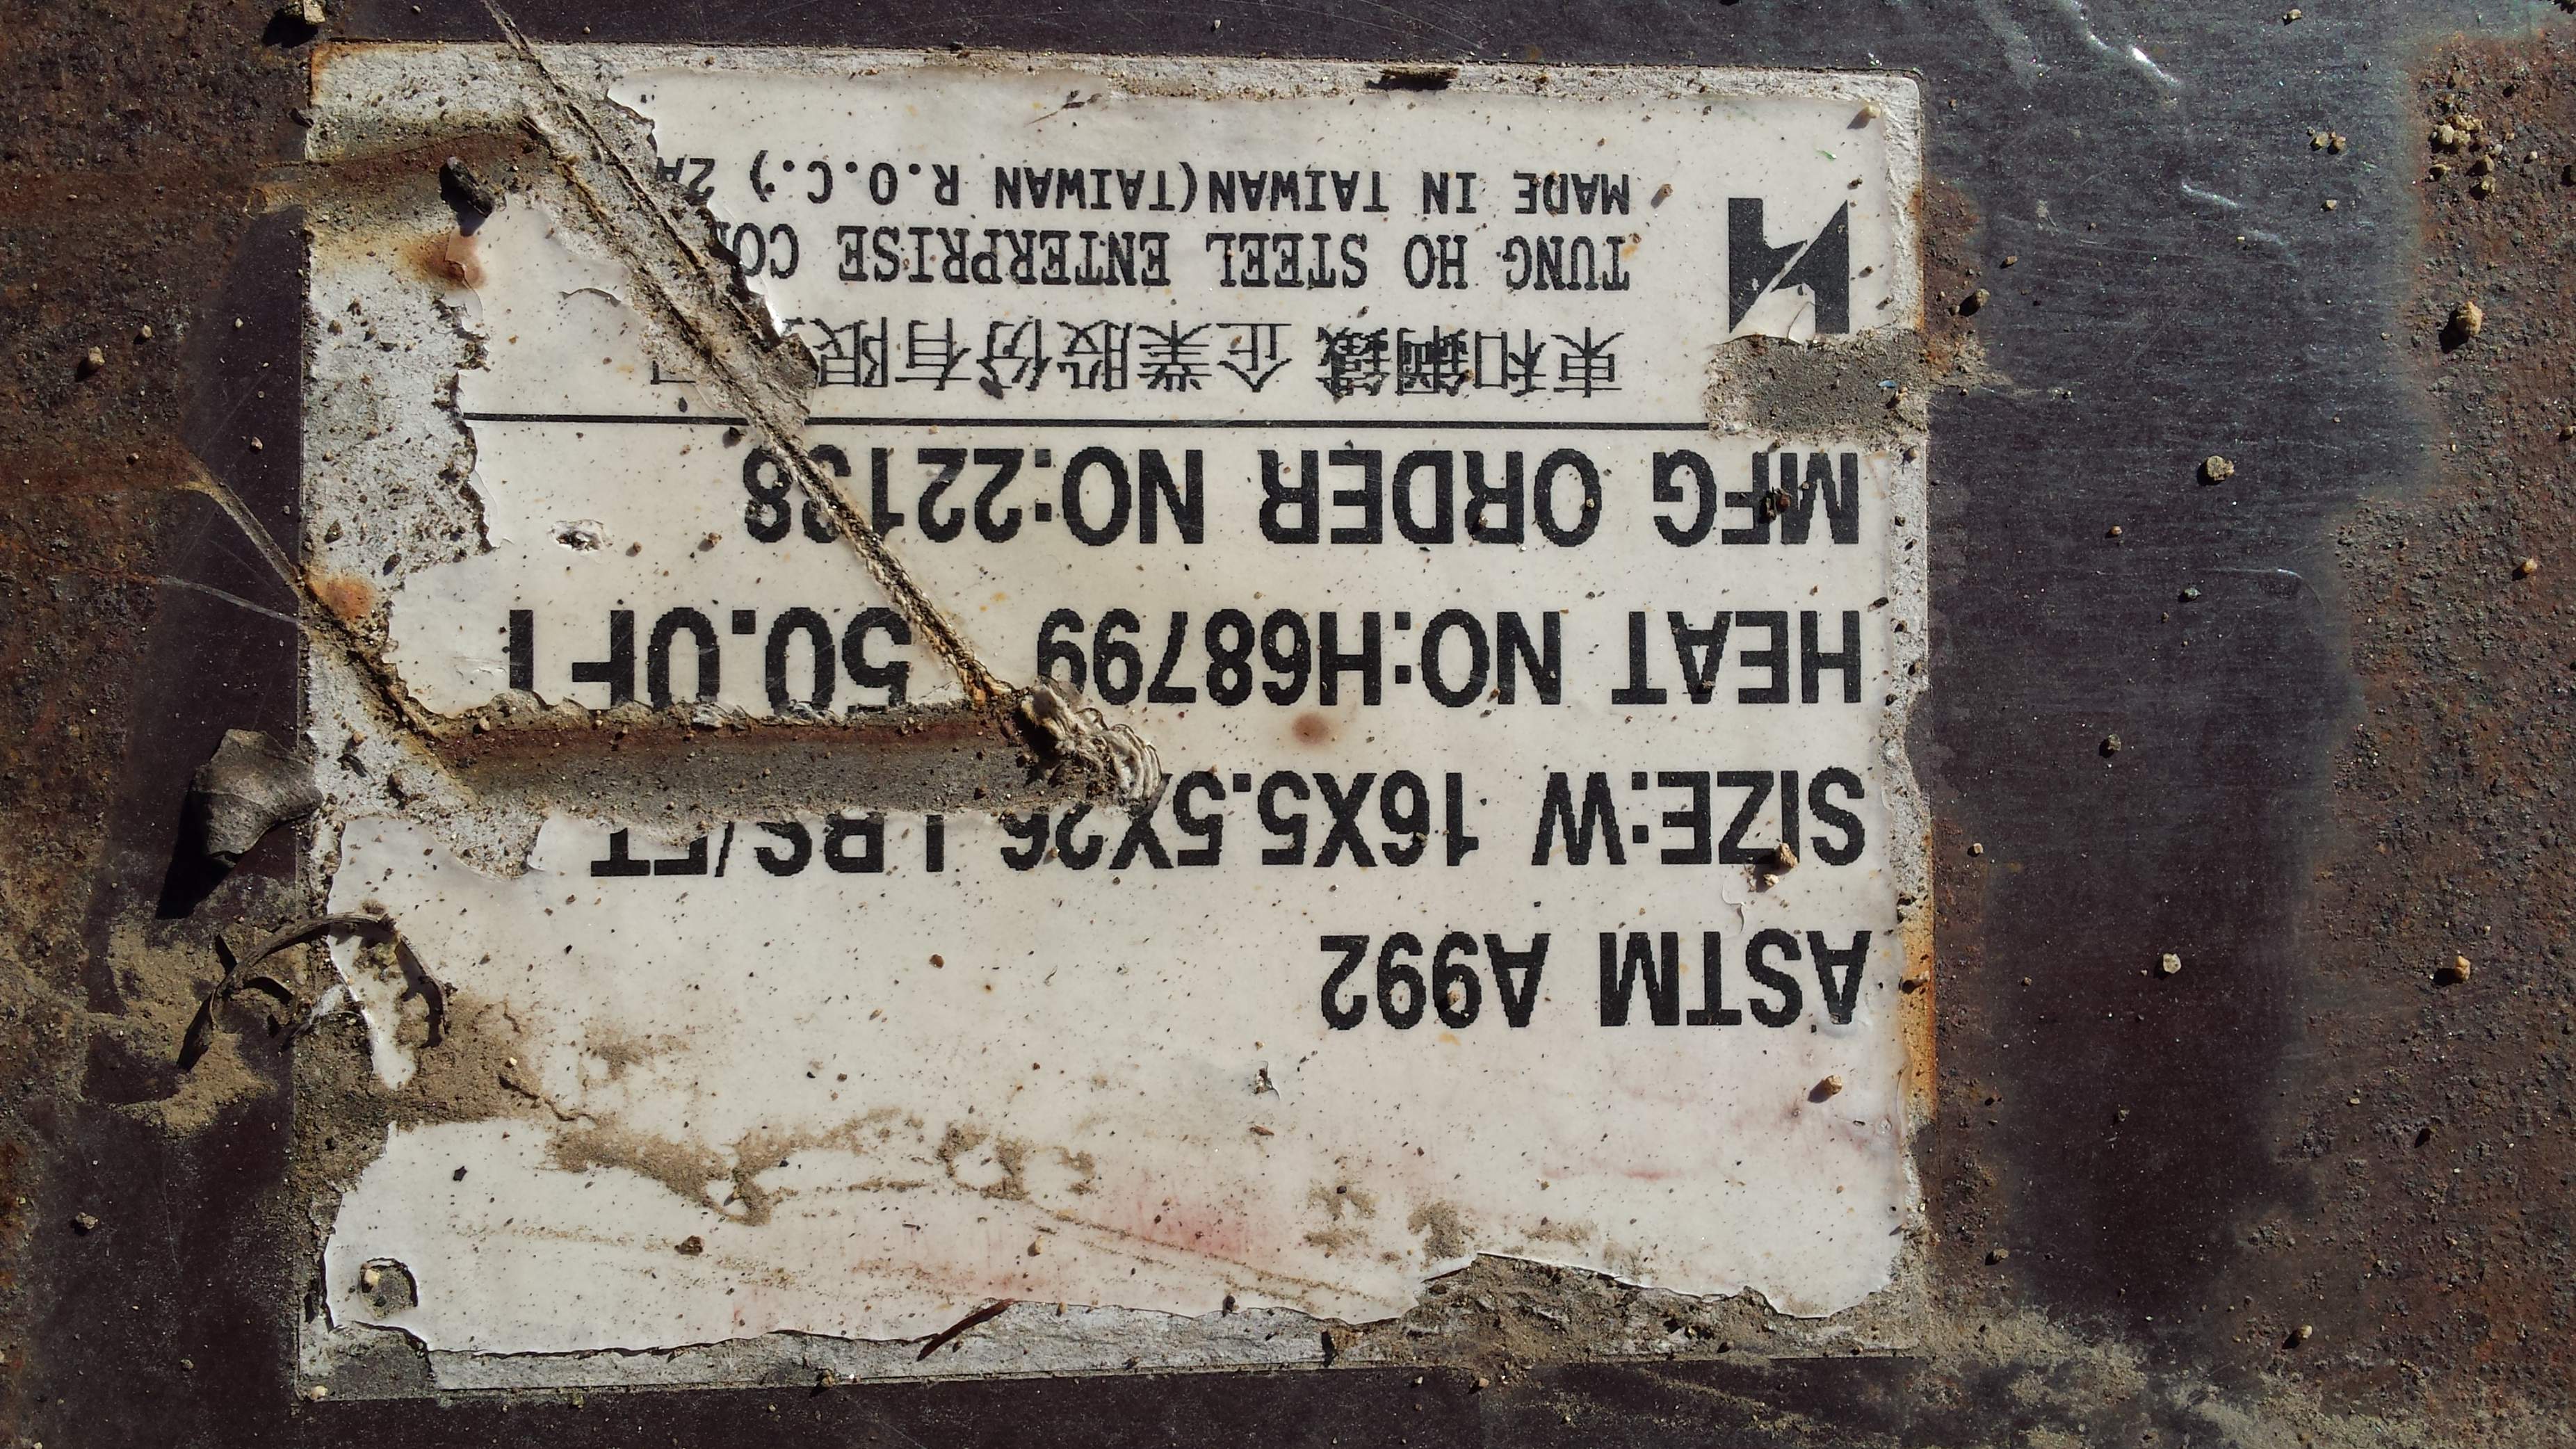 ASTM A992
SIZE:W 16X5.5X26 LBS/FT
HEAT NO:H68799 50.0FT
MFG ORDER NO:22138
東和鋼鐵企業股份有限
TUNG HO STEEL ENTERPRISE
MADE IN TAIWAN(TAIWAN R.O.C.)